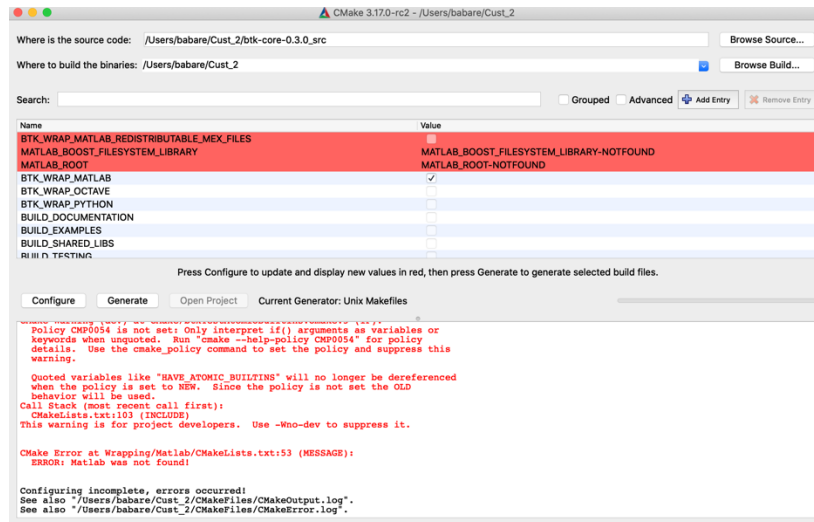 CMake 3.17.0-rc2 - /Users/babare/Cust_2
Where is the source code: /Users/babare/Cust_2/btk-core-0.3.0_src Browse Source...
Where to build the binaries: /Users/babare/Cust_2 Browse Build...
Search: Grouped Advanced Add Entry Remove Entry
Name Value
BTK_WRAP_MATLAB_REDISTRIBUTABLE_MEX_FILES
MATLAB_BOOST_FILESYSTEM_LIBRARY MATLAB_BOOST_FILESYSTEM_LIBRARY-NOTFOUND
MATLAB_ROOT MATLAB_ROOT-NOTFOUND
BTK_WRAP_MATLAB
BTK_WRAP_OCTAVE
BTK_WRAP_PYTHON
BUILD_DOCUMENTATION
BUILD_EXAMPLES
BUILD_SHARED_LIBS
BUILD_TESTING
Press Configure to update and display new values in red, then press Generate to generate selected build files.
Configure Generate Open Project Current Generator: Unix Makefiles
Policy CMP0054 is not set: Only interpret if() arguments as variables or
keywords when unquoted. Run "cmake --help-policy CMP0054" for policy
details. Use the cmake_policy command to set the policy and suppress this
warning.
Quoted variables like "HAVE_ATOMIC_BUILTINS" will no longer be dereferenced
when the policy is set to NEW. Since the policy is not set the OLD
behavior will be used.
Call Stack (most recent call first):
CMakeLists.txt:103 (INCLUDE)
This warning is for project developers. Use -Wno-dev to suppress it.
CMake Error at Wrapping/Matlab/CMakeLists.txt:53 (MESSAGE):
ERROR: Matlab was not found!
Configuring incomplete, errors occurred!
See also "/Users/babare/Cust_2/CMakeFiles/CMakeOutput.log".
See also "/Users/babare/Cust_2/CMakeFiles/CMakeError.log".